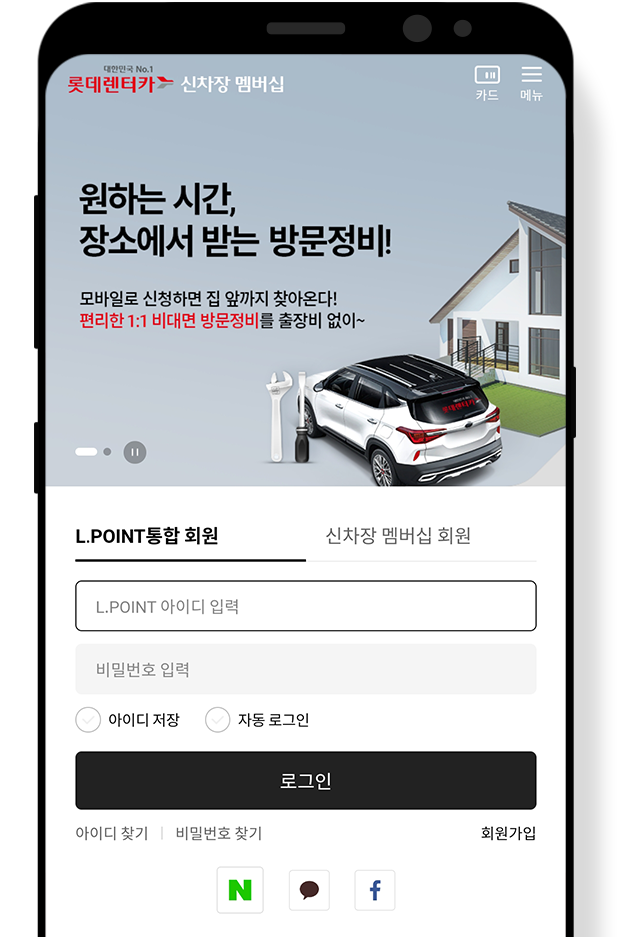 대한민국 No.1
롯데렌터카 신차장 멤버십
카드
메뉴
원하는 시간,
장소에서 받는 방문정비!
모바일로 신청하면 집 앞까지 찾아온다!
편리한 1:1 비대면 방문정비를 출장비 없이~
롯데렌터카
L.POINT통합 회원
신차장 멤버십 회원
L.POINT 아이디 입력
비밀번호 입력
아이디 저장
자동 로그인
로그인
아이디 찾기
비밀번호 찾기
회원가입
N
f